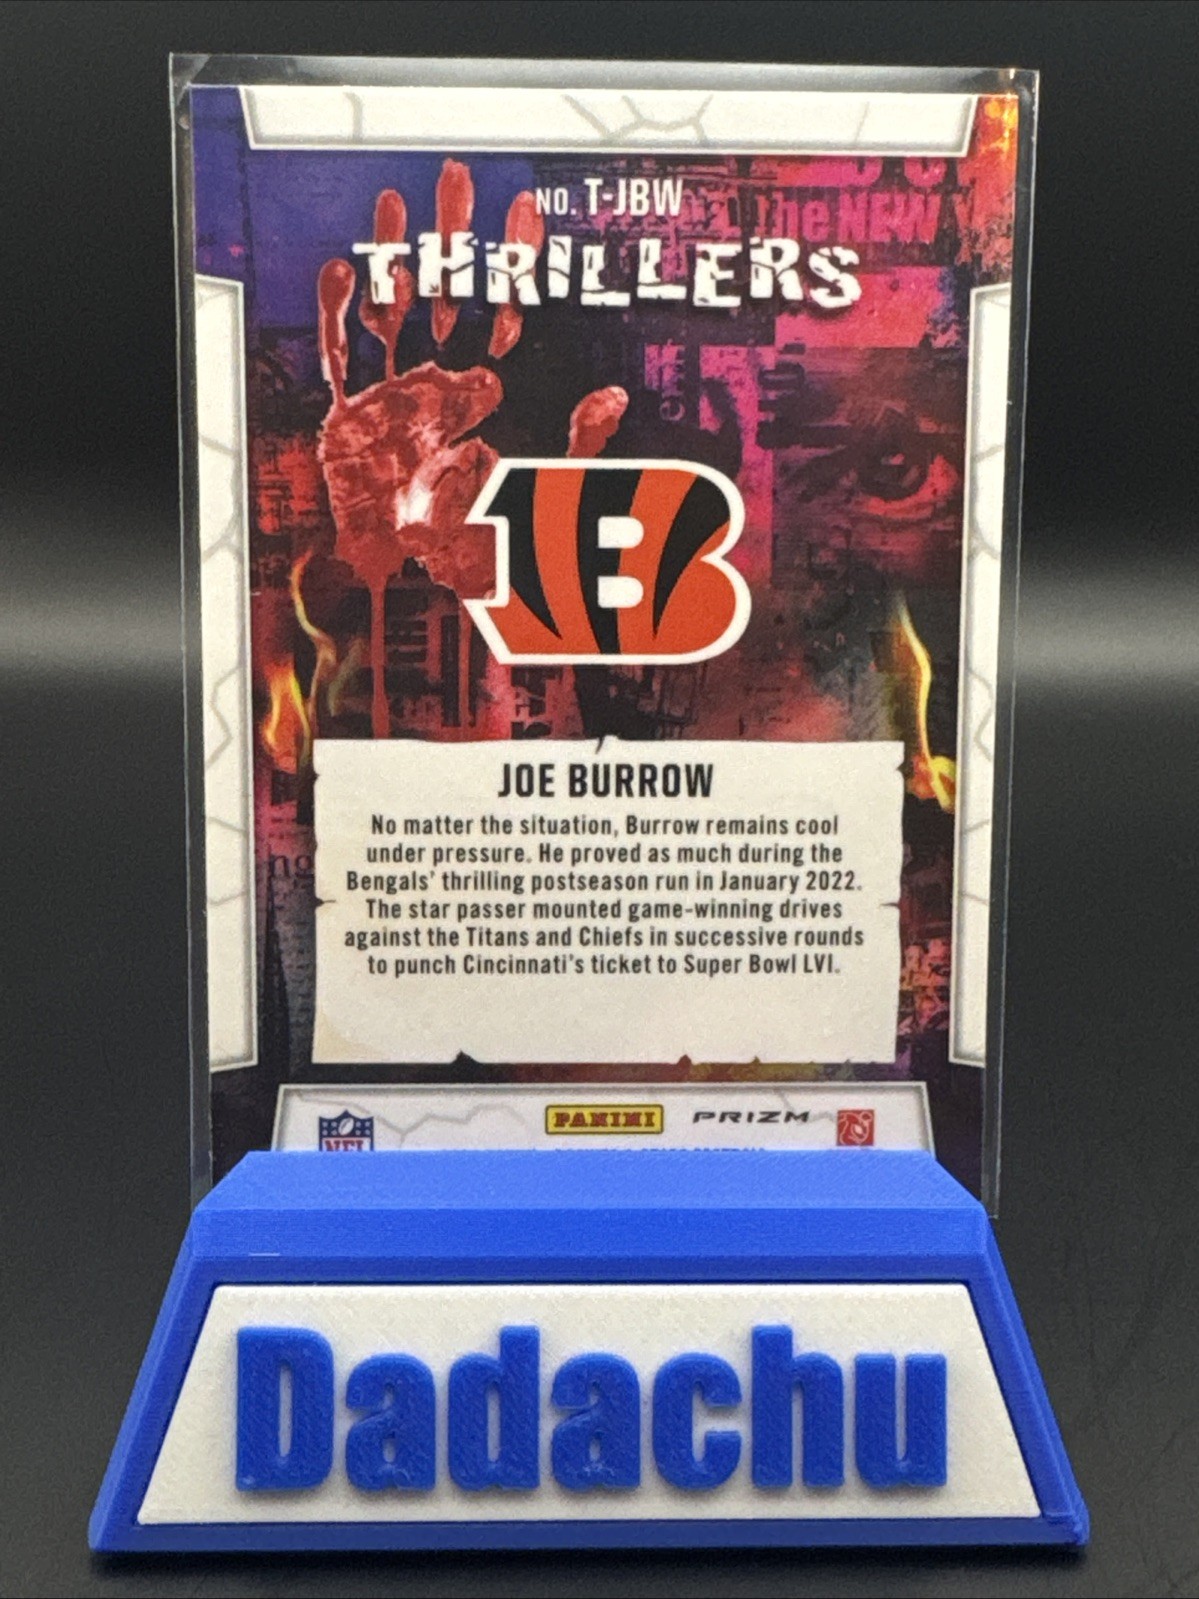 NO. T-JBW
THRILLERS
the NEW
JOE BURROW
No matter the situation, Burrow remains cool
under pressure. He proved as much during the
Bengals' thrilling postseason run in January 2022.
The star passer mounted game-winning drives
against the Titans and Chiefs in successive rounds
to punch Cincinnati's ticket to Super Bowl LVI.
NFL PANINI PRIZM
Dadachu